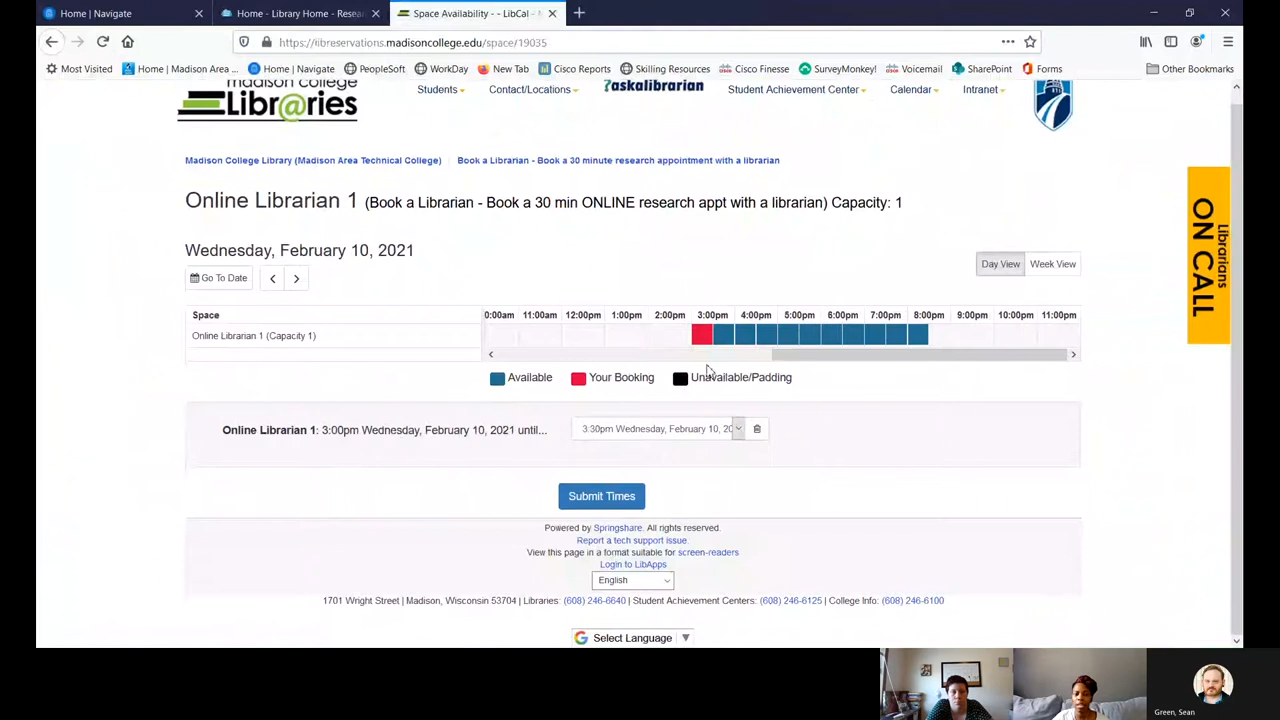 Home | Navigate
Home - Library Home - Resea
Space Availability - - LibCal -
https://libreservations.madisoncollege.edu/space/19035
Most Visited
Home | Madison Area ...
Home | Navigate
PeopleSoft
WorkDay
New Tab
Cisco Reports
Skilling Resources
Cisco Finesse
SurveyMonkey!
Voicemail
SharePoint
Forms
Other Bookmarks
madison College
Libr@ries
Students
Contact/Locations
?askalibrarian
Student Achievement Center
Calendar
Intranet
Madison College Library (Madison Area Technical College)
Book a Librarian - Book a 30 minute research appointment with a librarian
Online Librarian 1 (Book a Librarian - Book a 30 min ONLINE research appt with a librarian) Capacity: 1
Librarians
ON CALL
Wednesday, February 10, 2021
Go To Date
Day View
Week View
Space
0:00am 11:00am 12:00pm 1:00pm 2:00pm 3:00pm 4:00pm 5:00pm 6:00pm 7:00pm 8:00pm 9:00pm 10:00pm 11:00pm
Online Librarian 1 (Capacity 1)
Available
Your Booking
Unavailable/Padding
Online Librarian 1: 3:00pm Wednesday, February 10, 2021 until...
3:30pm Wednesday, February 10, 20
Submit Times
Powered by Springshare. All rights reserved.
Report a tech support issue.
View this page in a format suitable for screen-readers
Login to LibApps
English
1701 Wright Street | Madison, Wisconsin 53704 | Libraries: (608) 246-6640 | Student Achievement Centers: (608) 246-6125 | College Info: (608) 246-6100
G Select Language
Green, Sean